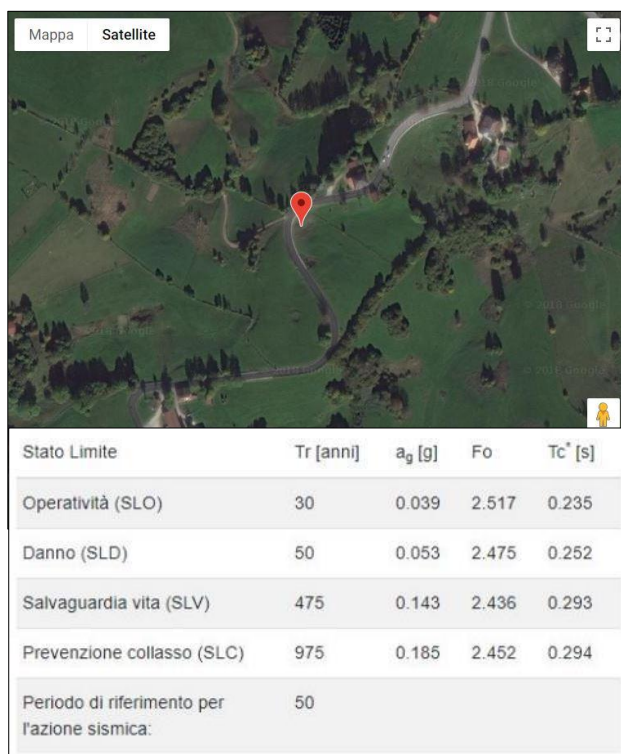 Mappa Satellite
Stato Limite Tr [anni] ag [g] Fo Tc* [s]
Operatività (SLO) 30 0.039 2.517 0.235
Danno (SLD) 50 0.053 2.475 0.252
Salvaguardia vita (SLV) 475 0.143 2.436 0.293
Prevenzione collasso (SLC) 975 0.185 2.452 0.294
Periodo di riferimento per 50
l'azione sismica: